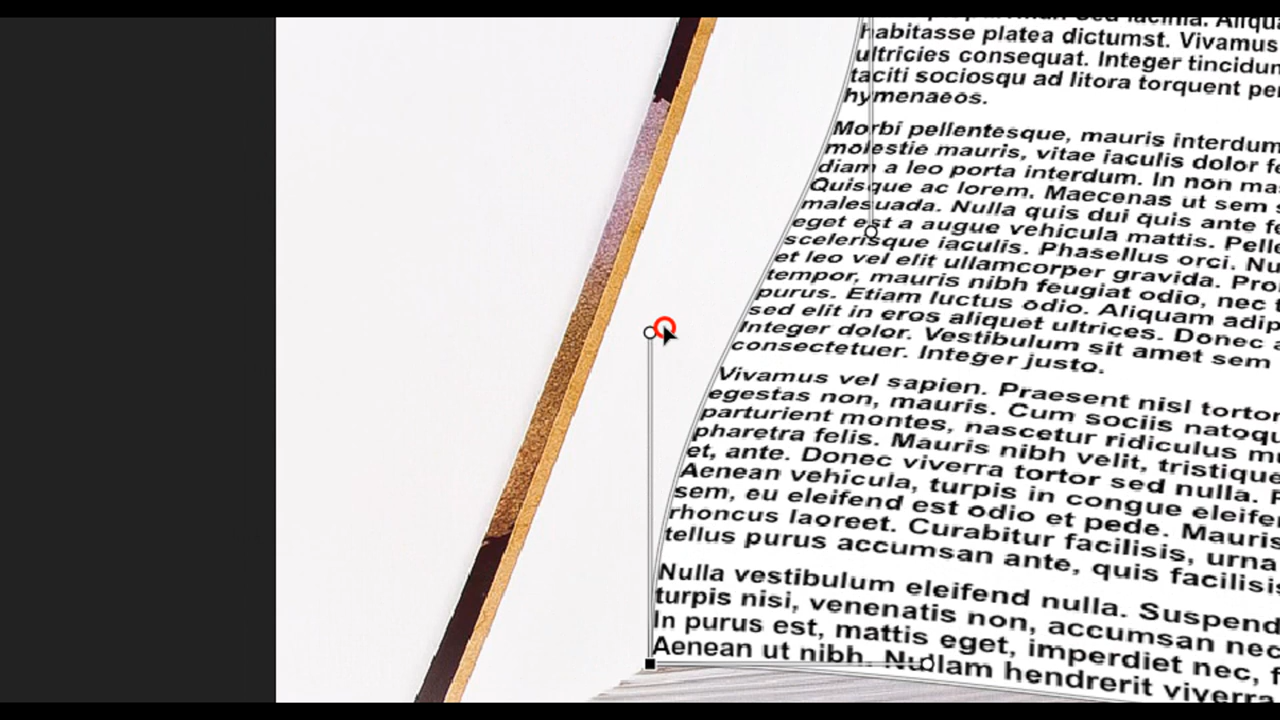 habitasse platea dictumst. Vivamus
ultricies consequat. Integer tincidun
taciti sociosqu ad litora torquent pe
hymenaeos.
Morbi pellentesque, mauris interdum
molestie mauris, vitae iaculis dolor f
diam a leo porta interdum. In non ma
Quisque ac lorem. Maecenas ut sem s
malesuada. Nulla quis dui quis ante f
eget est a augue vehicula mattis. Pell
scelerisque iaculis. Phasellus orci. Nu
et leo vel elit ullamcorper gravida. Pro
tempor, mauris nibh feugiat odio, nec
purus. Etiam luctus odio. Aliquam adip
sed elit in eros aliquet ultrices. Donec a
Integer dolor. Vestibulum sit amet sem
consectetuer. Integer justo.
Vivamus vel sapien. Praesent nisl tortor
egestas non, mauris. Cum sociis natoqu
parturient montes, nascetur ridiculus mu
pharetra felis. Mauris nibh velit, tristique
et, ante. Donec viverra tortor sed nulla. P
Aenean vehicula, turpis in congue eleife
sem, eu eleifend est odio et pede. Mauris
rhoncus laoreet. Curabitur facilisis, urna
tellus purus accumsan ante, quis facilisis
Nulla vestibulum eleifend nulla. Suspend
turpis nisi, venenatis non, accumsan nec
In purus est, mattis eget, imperdiet nec, f
Aenean ut nibh. Nullam hendrerit viverra